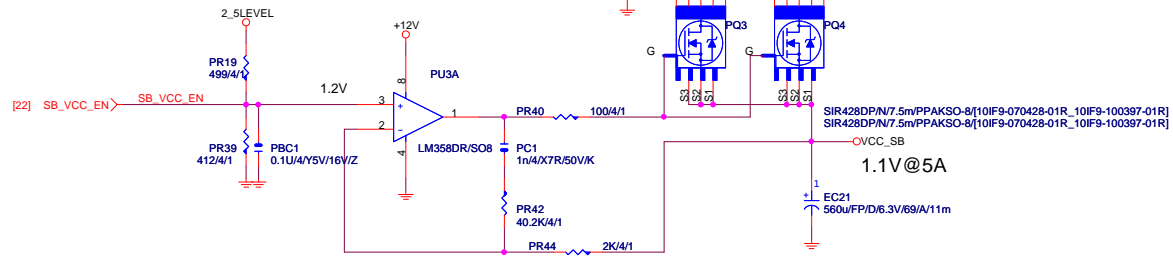 2_5LEVEL
+12V
PQ3
PQ4
G
G
PR19
499/4/1
PU3A
8
1.2V
[22] SB_VCC_EN
SB_VCC_EN
3
+
1
PR40
100/4/1
S3
S2
S1
S3
S2
S1
SIR428DP/N/7.5m/PPAKSO-8/[10IF9-070428-01R_10IF9-100397-01R]
SIR428DP/N/7.5m/PPAKSO-8/[10IF9-070428-01R_10IF9-100397-01R]
2
-
PR39
412/4/1
PBC1
0.1U/4/Y5V/16V/Z
4
LM358DR/SO8
PC1
1n/4/X7R/50V/K
VCC_SB
1.1V@5A
1
+
EC21
560u/FP/D/6.3V/69/A/11m
PR42
40.2K/4/1
PR44
2K/4/1